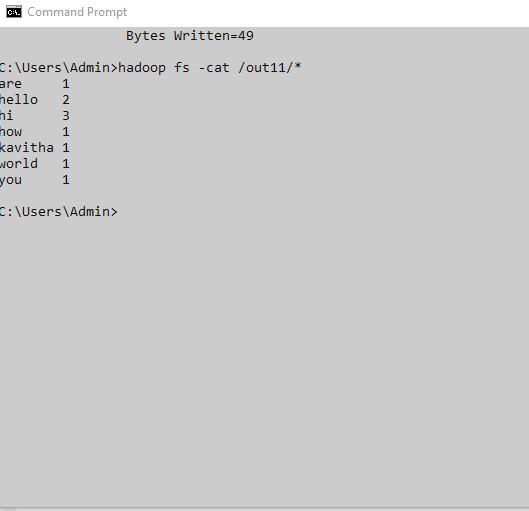 Command Prompt
Bytes Written=49
C:\Users\Admin>hadoop fs -cat /out11/*
are 1
hello 2
hi 3
how 1
kavitha 1
world 1
you 1
C:\Users\Admin>